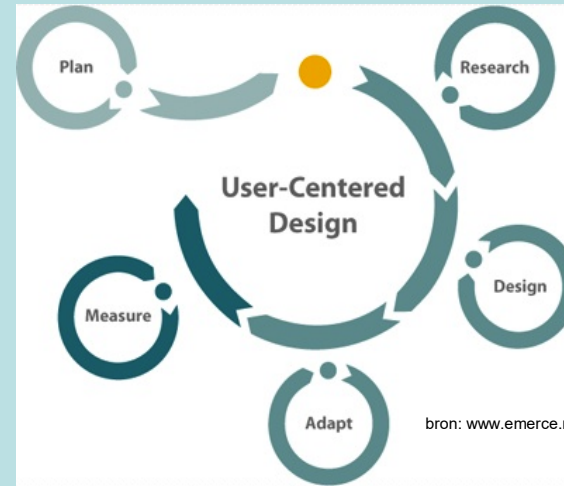 Plan
Research
User-Centered
Design
Design
Measure
Adapt
bron: www.emerce.